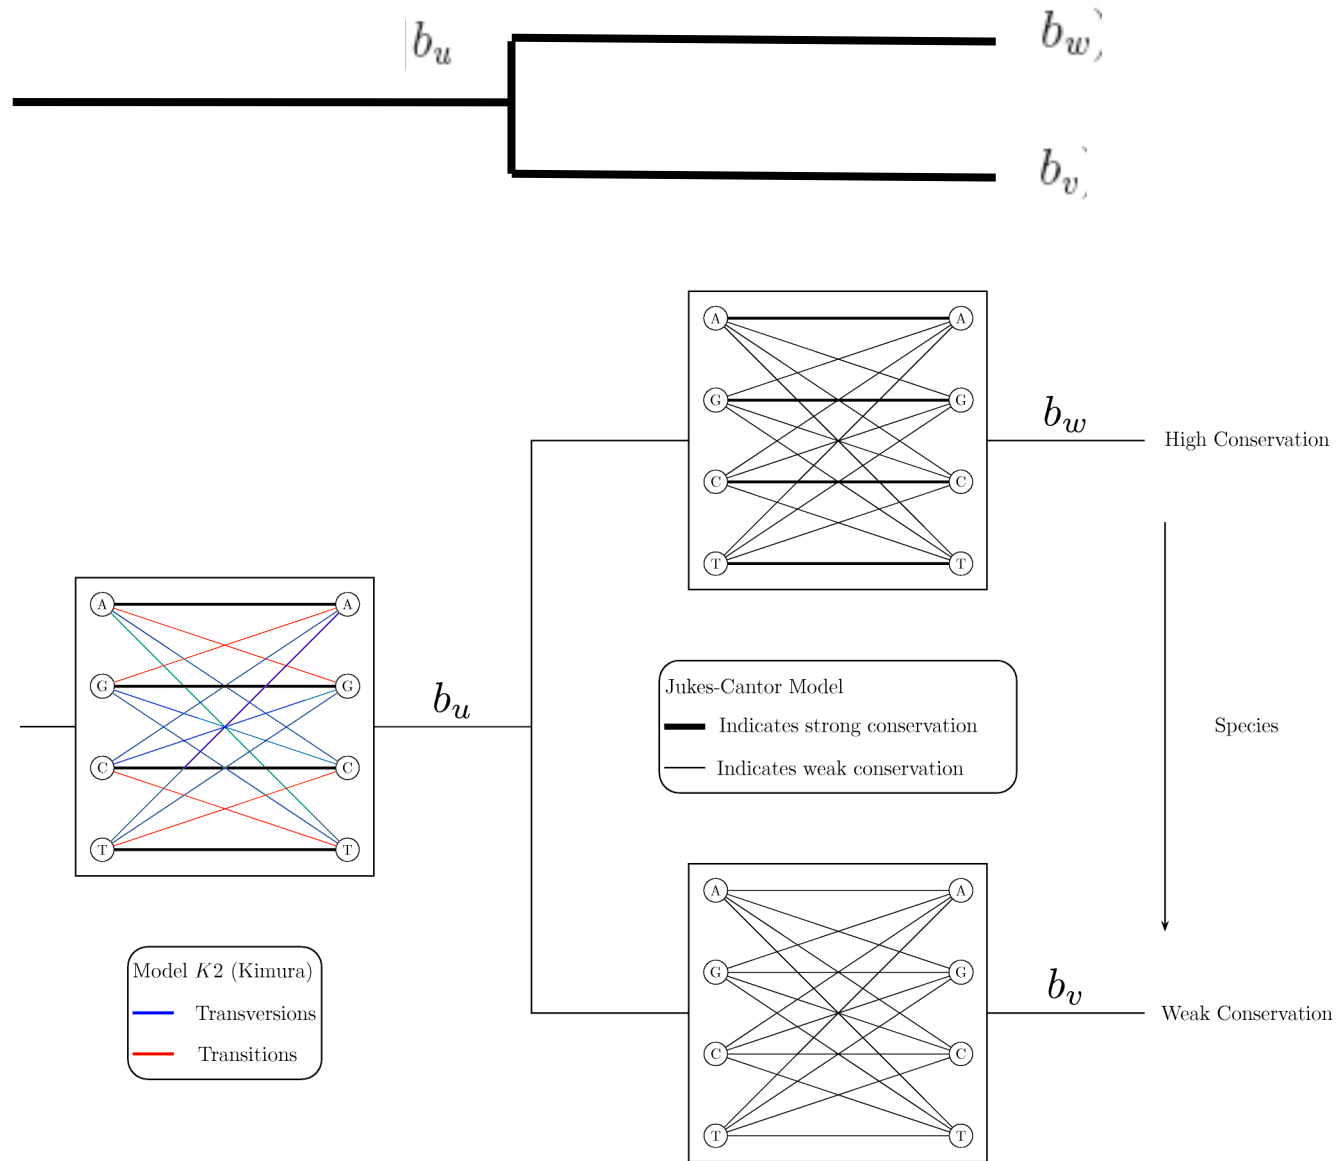 b_u
b_w)
b_v)
A A
G G
C C
T T
b_w
High Conservation
A A
G G
C C
T T
b_u
Jukes-Cantor Model
Indicates strong conservation
Indicates weak conservation
Species
A A
G G
C C
T T
b_v
Weak Conservation
Model K2 (Kimura)
Transversions
Transitions